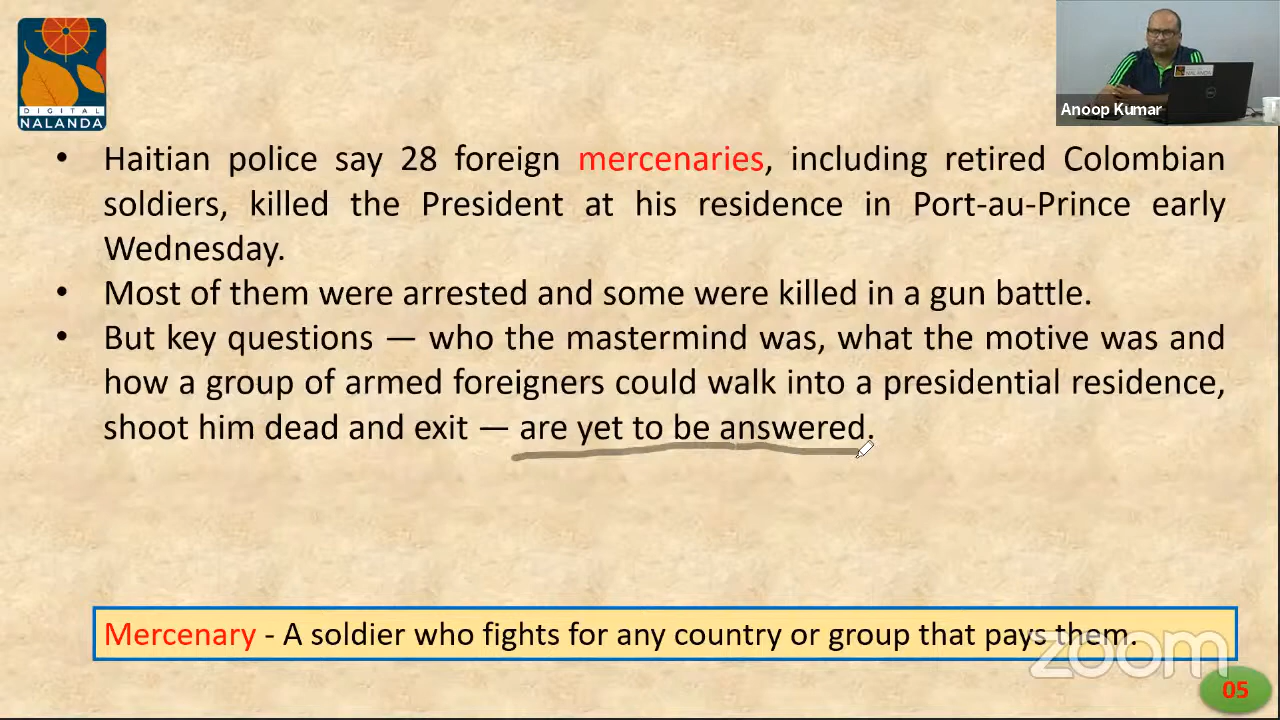 DIGITAL
NALANDA
Anoop Kumar
• Haitian police say 28 foreign mercenaries, including retired Colombian
soldiers, killed the President at his residence in Port-au-Prince early
Wednesday.
• Most of them were arrested and some were killed in a gun battle.
• But key questions — who the mastermind was, what the motive was and
how a group of armed foreigners could walk into a presidential residence,
shoot him dead and exit — are yet to be answered.
Mercenary - A soldier who fights for any country or group that pays them.
zoom
05